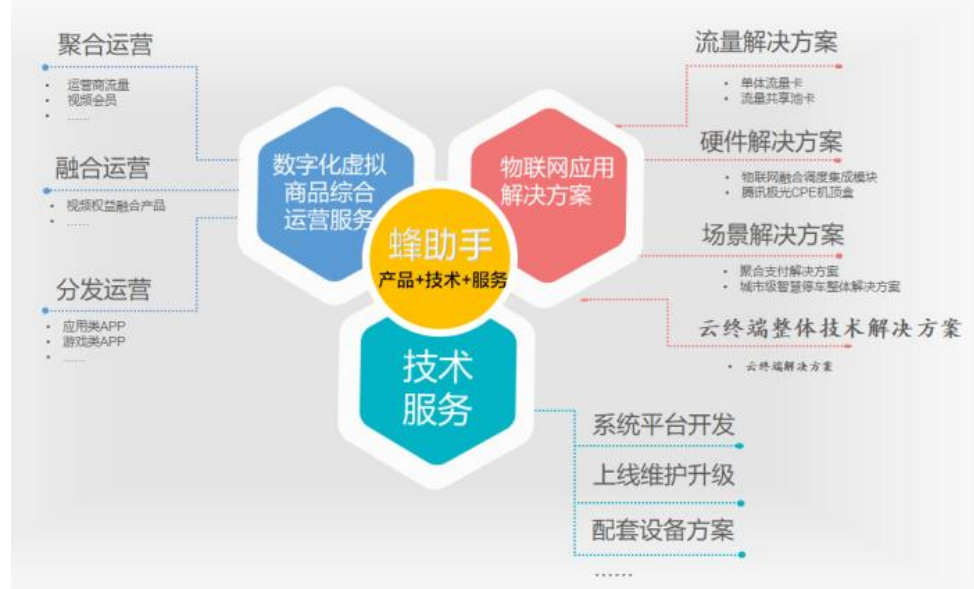 聚合运营
• 运营商流量
• 视频会员
• ......
融合运营
• 视频权益融合产品
• ......
分发运营
• 应用类APP
• 游戏类APP
• ......
数字化虚拟
商品综合
运营服务
物联网应用
解决方案
蜂助手
产品+技术+服务
技术
服务
流量解决方案
• 单体流量卡
• 流量共享池卡
硬件解决方案
• 物联网融合调度集成模块
• 腾讯极光CPE机顶盒
场景解决方案
• 聚合支付解决方案
• 城市级智慧停车整体解决方案
云终端整体技术解决方案
• 云终端解决方案
系统平台开发
上线维护升级
配套设备方案
......